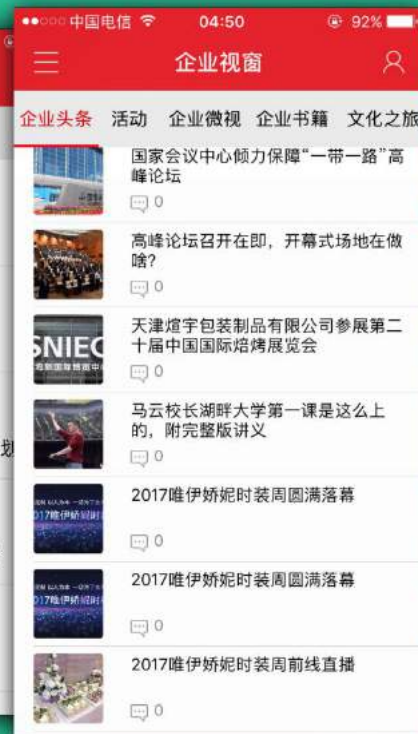 中国电信
04:50
92%
企业视窗
企业头条 活动 企业微视 企业书籍 文化之旅
国家会议中心倾力保障“一带一路”高
峰论坛
0
高峰论坛召开在即，开幕式场地在做
啥？
0
SNIEC
天津煊宇包装制品有限公司参展第二
十届中国国际焙烤展览会
0
马云校长湖畔大学第一课是这么上
的，附完整版讲义
0
2017唯伊娇妮时装周圆满落幕
0
2017唯伊娇妮时装周圆满落幕
0
2017唯伊娇妮时装周前线直播
0